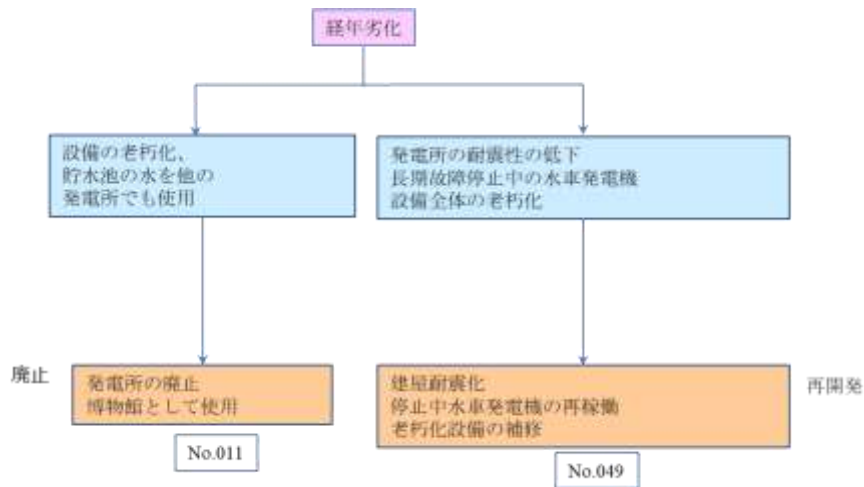 経年劣化
設備の老朽化、
貯水池の水を他の
発電所でも使用
発電所の耐震性の低下
長期故障停止中の水車発電機
設備全体の老朽化
廃止
発電所の廃止
博物館として使用
No.011
建屋耐震化
停止中水車発電機の再稼働
老朽化設備の補修
No.049
再開発